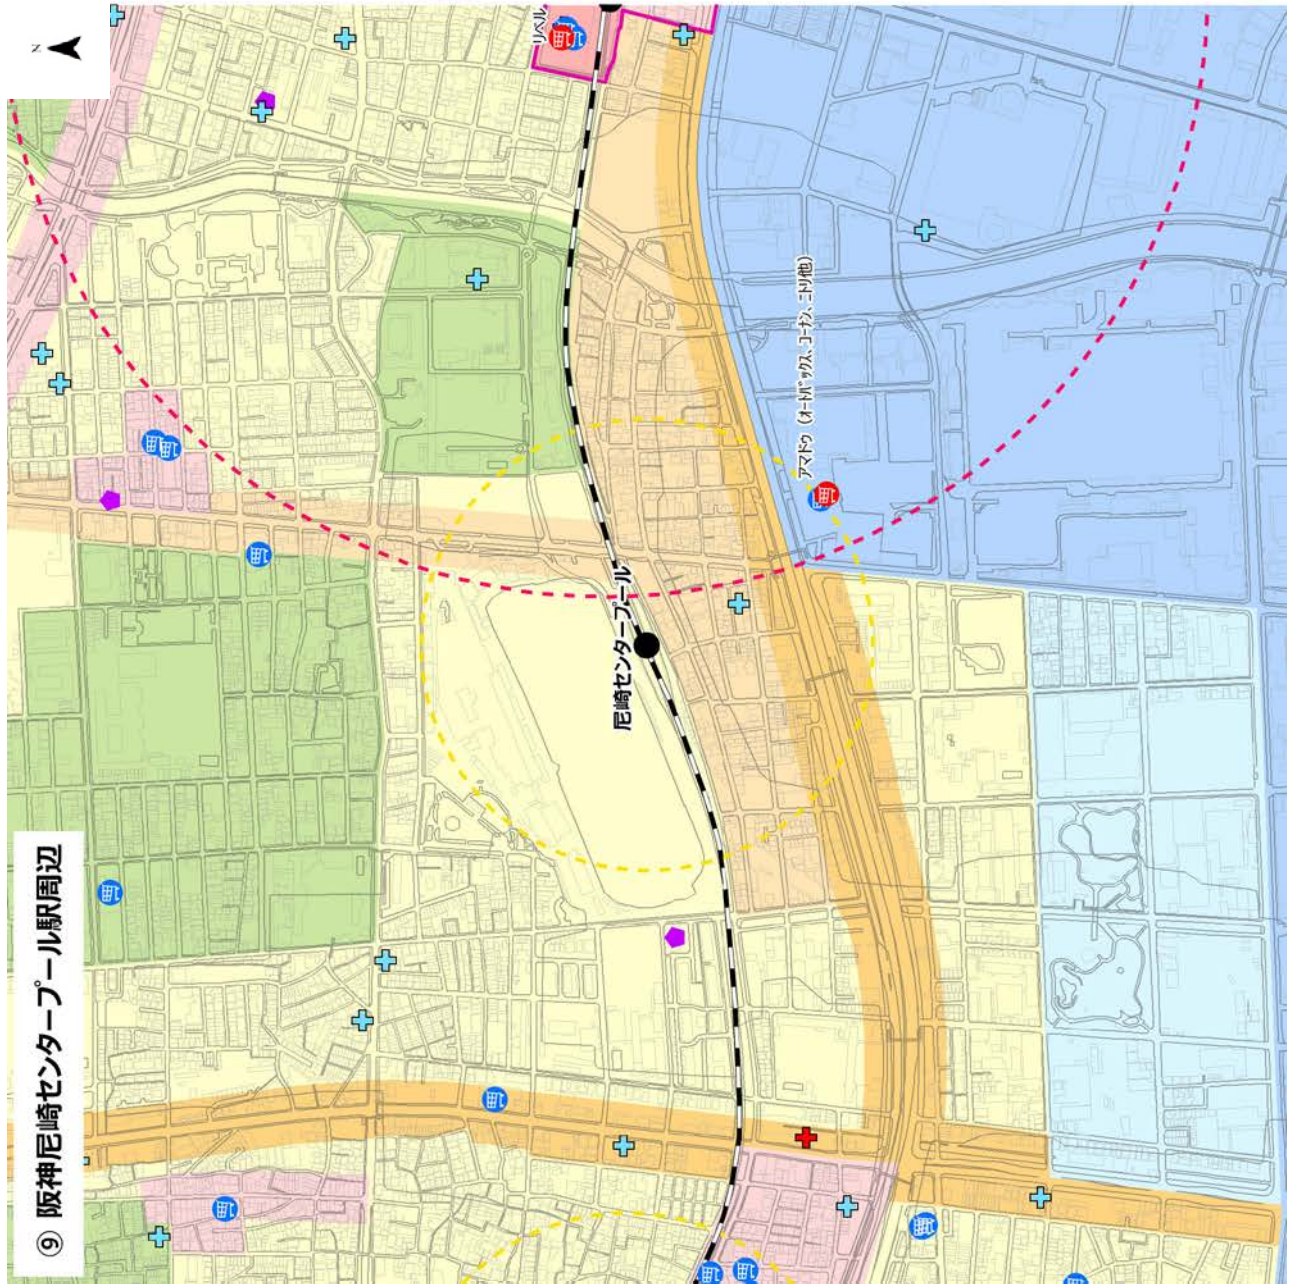 ⑨ 阪神尼崎センタープール駅周辺
N
リベル
尼崎センタープール
アマドゥ（オートバックス、コーナン、ニトリ他）